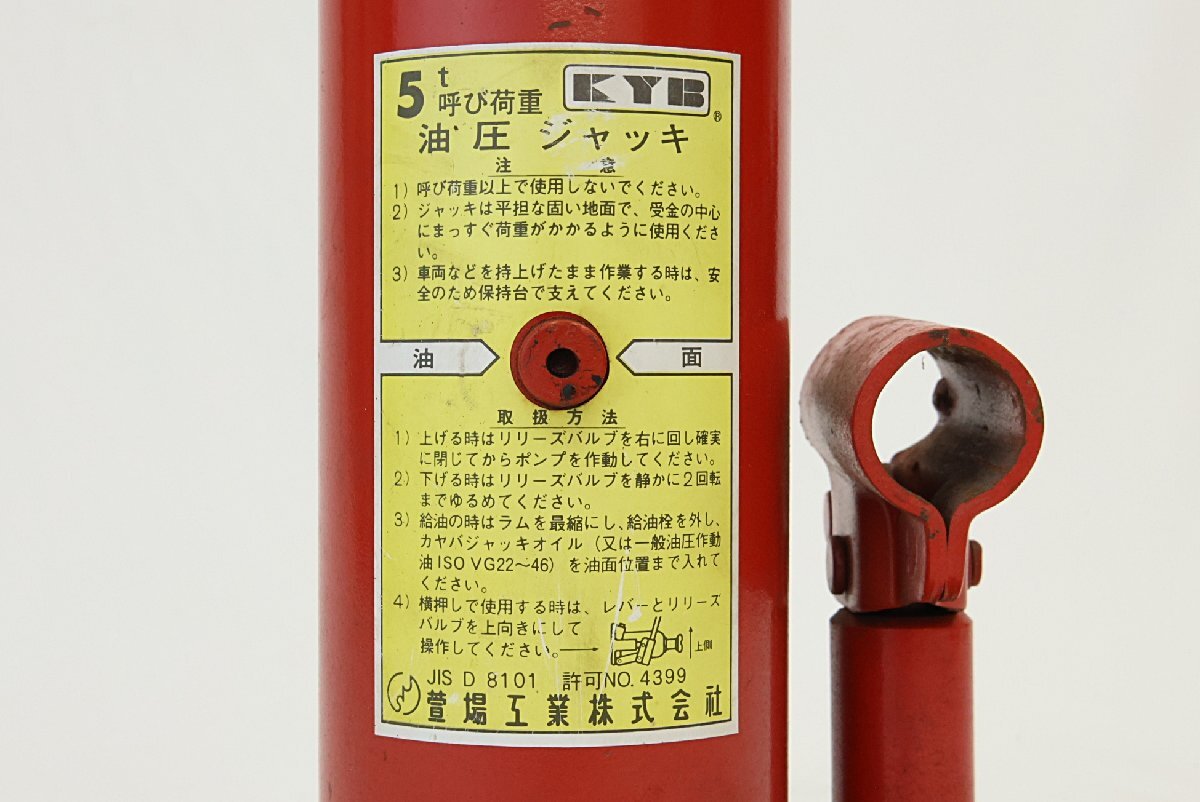 5t 呼び荷重 KYB®
油圧ジャッキ
注意
1) 呼び荷重以上で使用しないでください。
2) ジャッキは平担な固い地面で、受金の中心
にまっすぐ荷重がかかるように使用くださ
い。
3) 車両などを持上げたまま作業する時は、安
全のため保持台で支えてください。
油 面
取扱方法
1) 上げる時はリリーズバルブを右に回し確実
に閉じてからポンプを作動してください。
2) 下げる時はリリーズバルブを静かに2回転
までゆるめてください。
3) 給油の時はラムを最縮にし、給油栓を外し、
カヤバジャッキオイル (又は一般油圧作動
油ISO VG22～46) を油面位置まで入れて
ください。
4) 横押しで使用する時は、レバーとリリーズ
バルブを上向きにして
操作してください。
上側
JIS D 8101 許可NO. 4399
萱場工業株式会社